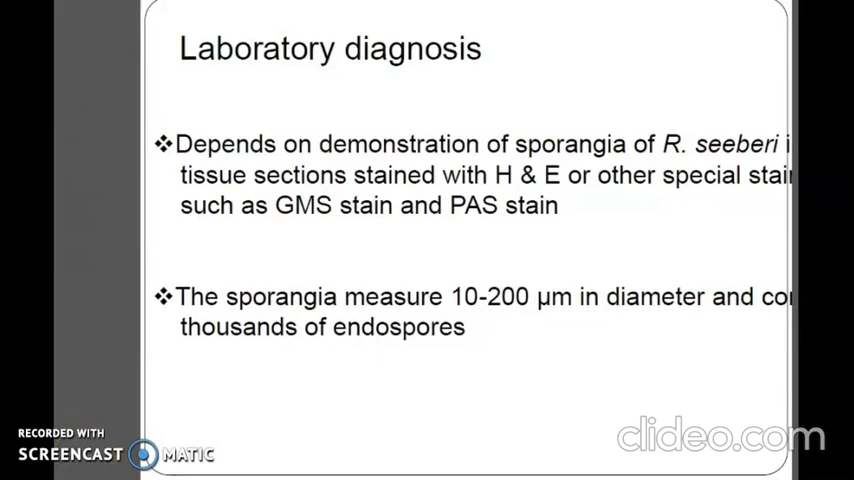 Laboratory diagnosis
❖Depends on demonstration of sporangia of R. seeberi
tissue sections stained with H & E or other special
such as GMS stain and PAS stain
❖The sporangia measure 10-200 µm in diameter and
thousands of endospores
RECORDED WITH
SCREENCAST MATIC
clideo.com